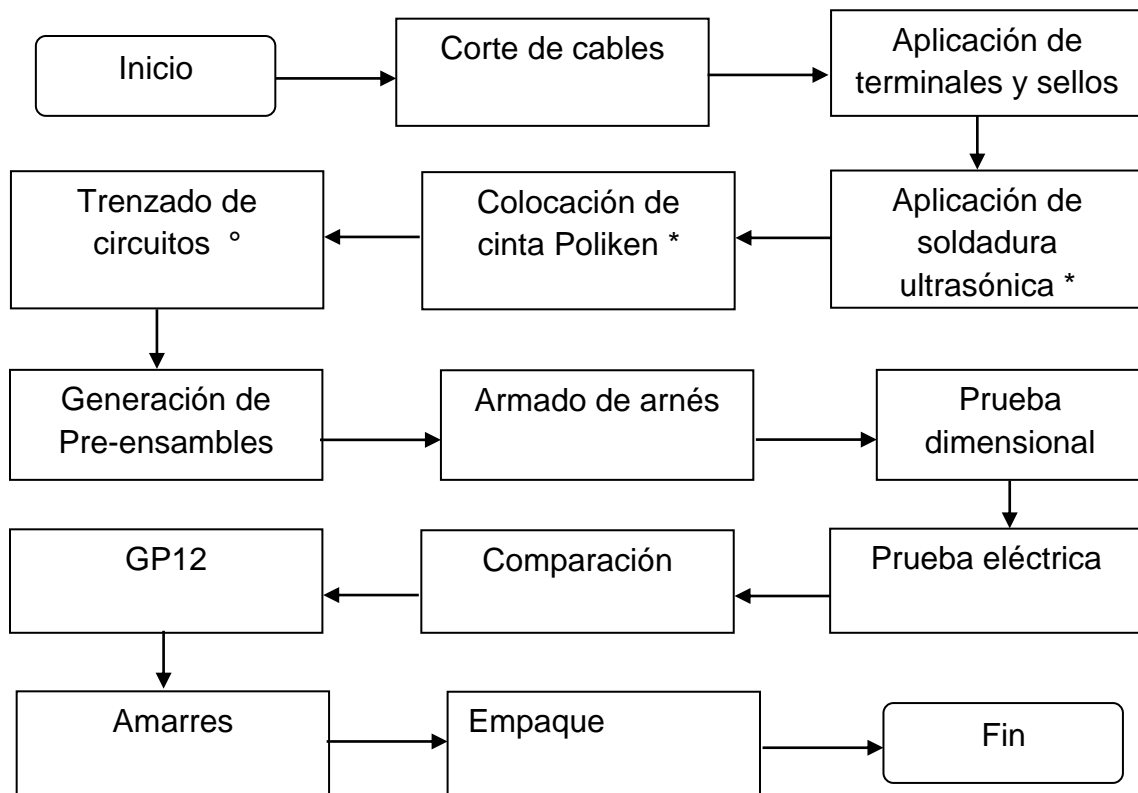 Inicio
Corte de cables
Aplicación de
terminales y sellos
Aplicación de
soldadura
ultrasónica *
Colocación de
cinta Poliken *
Trenzado de
circuitos °
Generación de
Pre-ensambles
Armado de arnés
Prueba
dimensional
Prueba eléctrica
Comparación
GP12
Amarres
Empaque
Fin